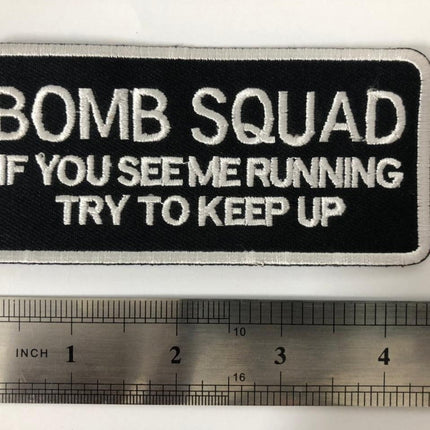 BOMB SQUAD
IF YOU SEE ME RUNNING
TRY TO KEEP UP
10
INCH 1 2 3 4
16